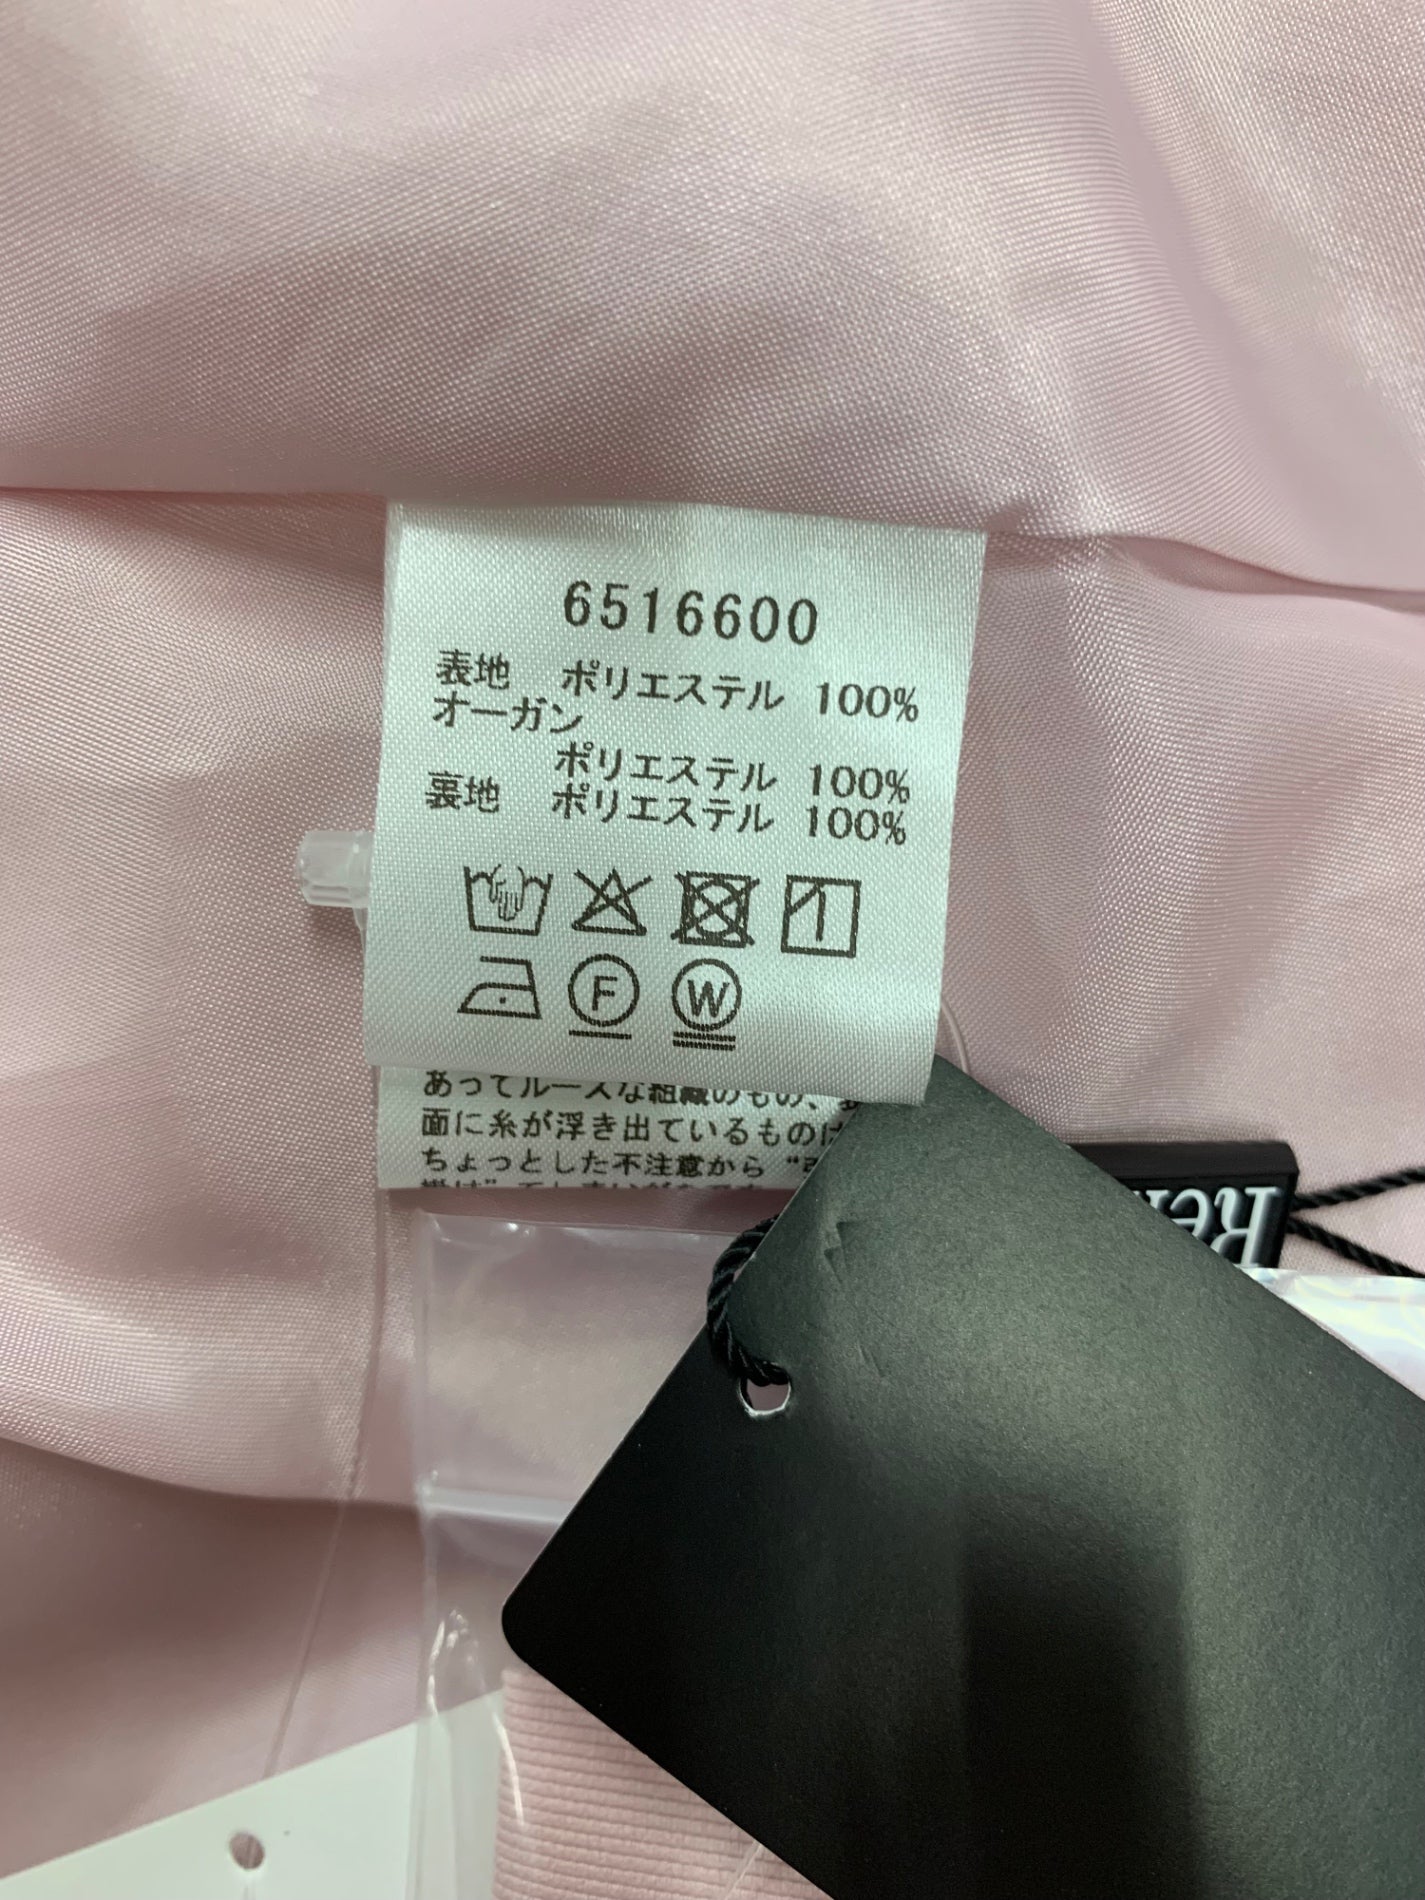 6516600
表地 ポリエステル 100%
オーガン
ポリエステル 100%
裏地 ポリエステル 100%
F W
あってルーズな組織のもの、表
面に糸が浮き出ているものは
ちょっとした不注意から“引
Re